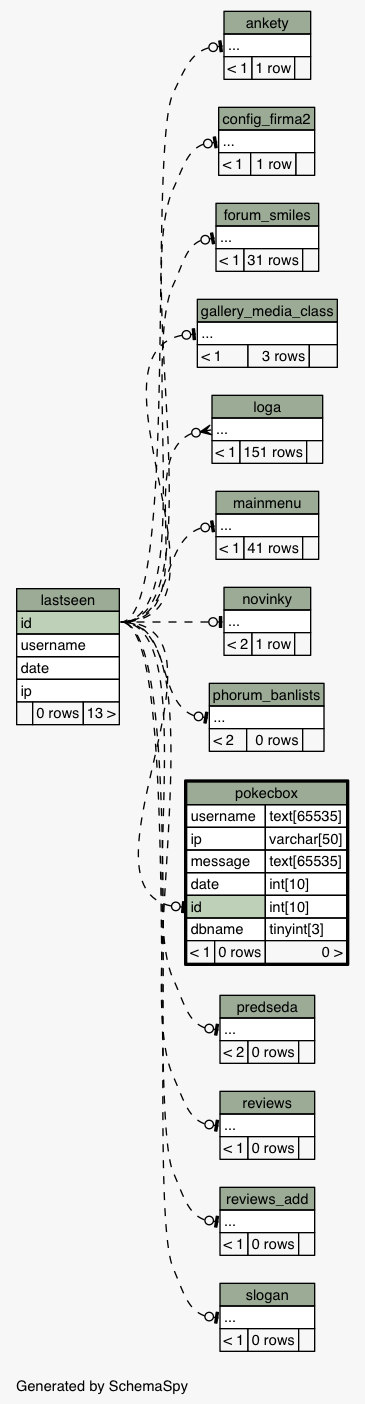 ankety
...
< 1 1 row
config_firma2
...
< 1 1 row
forum_smiles
...
< 1 31 rows
gallery_media_class
...
< 1 3 rows
loga
...
< 1 151 rows
mainmenu
...
< 1 41 rows
lastseen
id
username
date
ip
0 rows 13 >
novinky
...
< 2 1 row
phorum_banlists
...
< 2 0 rows
pokecbox
username text[65535]
ip varchar[50]
message text[65535]
date int[10]
id int[10]
dbname tinyint[3]
< 1 0 rows 0 >
predseda
...
< 2 0 rows
reviews
...
< 1 0 rows
reviews_add
...
< 1 0 rows
slogan
...
< 1 0 rows
Generated by SchemaSpy